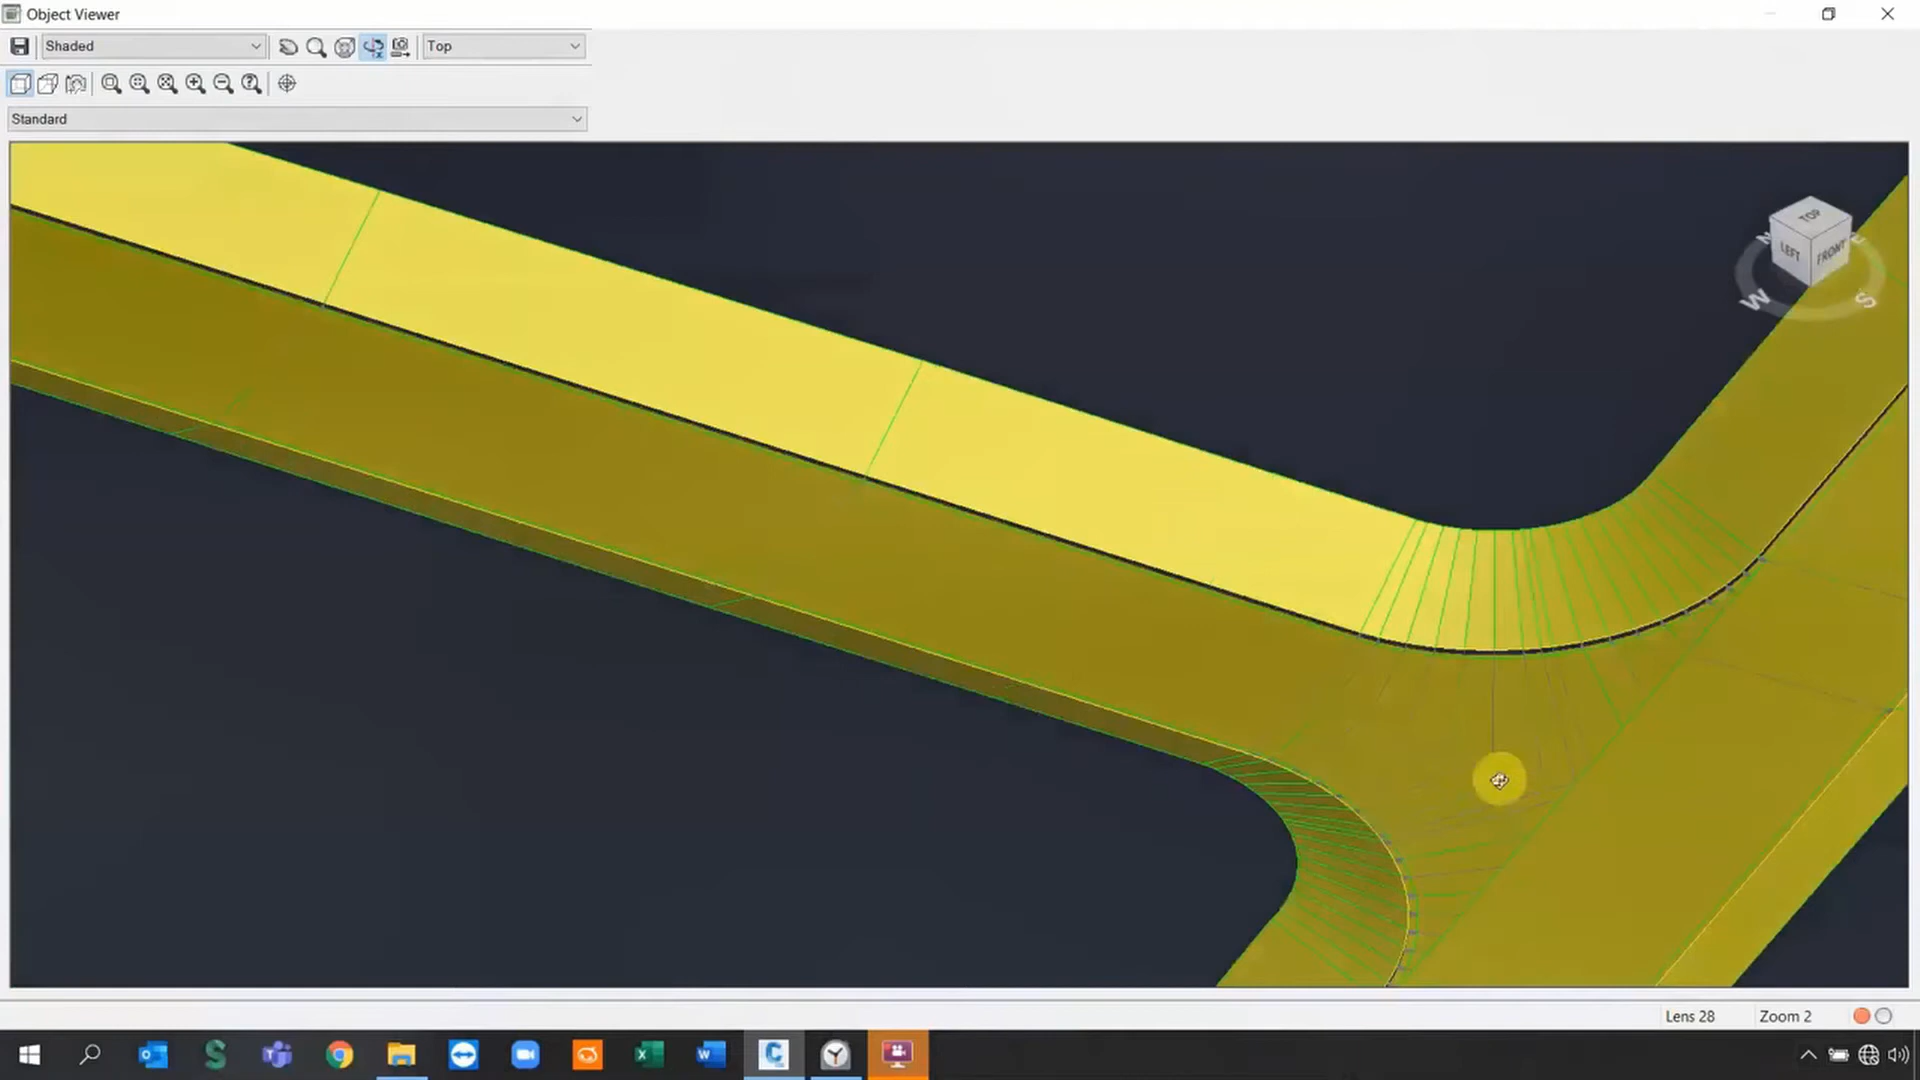 Object Viewer
Shaded
Top
Standard
TOP
LEFT
FRONT
N
E
W
S
Lens 28
Zoom 2